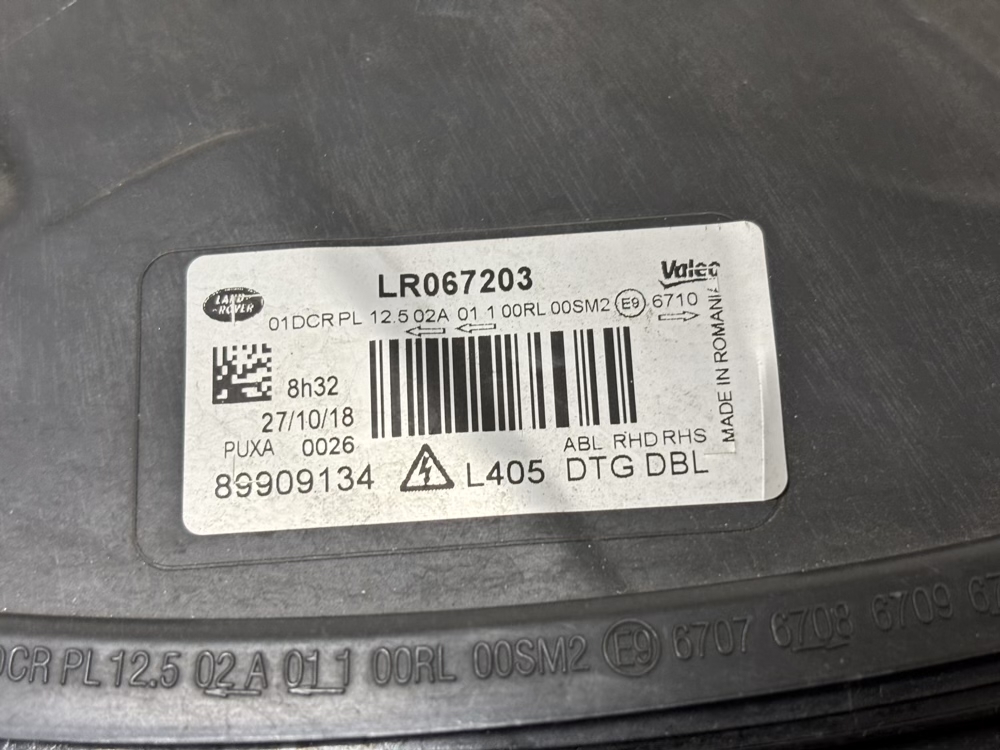 LR067203
Valeo
LAND-
-ROVER
01DCR PL 12.5 02A 01 1 00RL 00SM2 E9 6710
8h32
27/10/18
PUXA 0026
ABL RHD RHS
89909134 L405 DTG DBL
MADE IN ROMANIA
DCR PL 12.5 02 A 01 1 00RL 00SM2 E9 6707 6708 6709